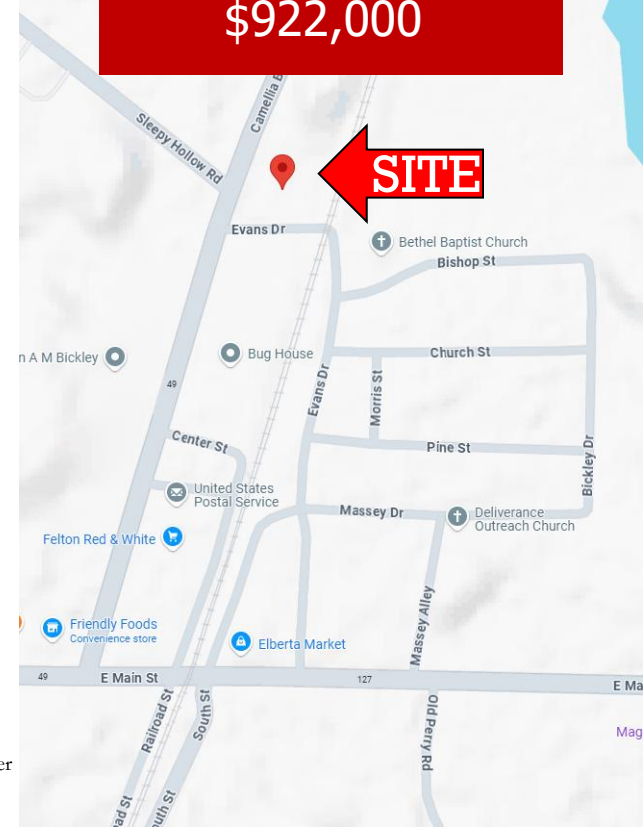 $922,000
Camellia B
Sleepy Hollow Rd
SITE
Evans Dr
Bethel Baptist Church
Bishop St
n A M Bickley
Bug House
Church St
49
Evans Dr
Morris St
Center St
Pine St
Bickley Dr
United States
Postal Service
Massey Dr
Deliverance
Outreach Church
Felton Red & White
Massey Alley
Friendly Foods
Convenience store
Elberta Market
49
E Main St
127
E Ma
Railroad St
South St
Old Perry Rd
Mag
er
ad St
uth St